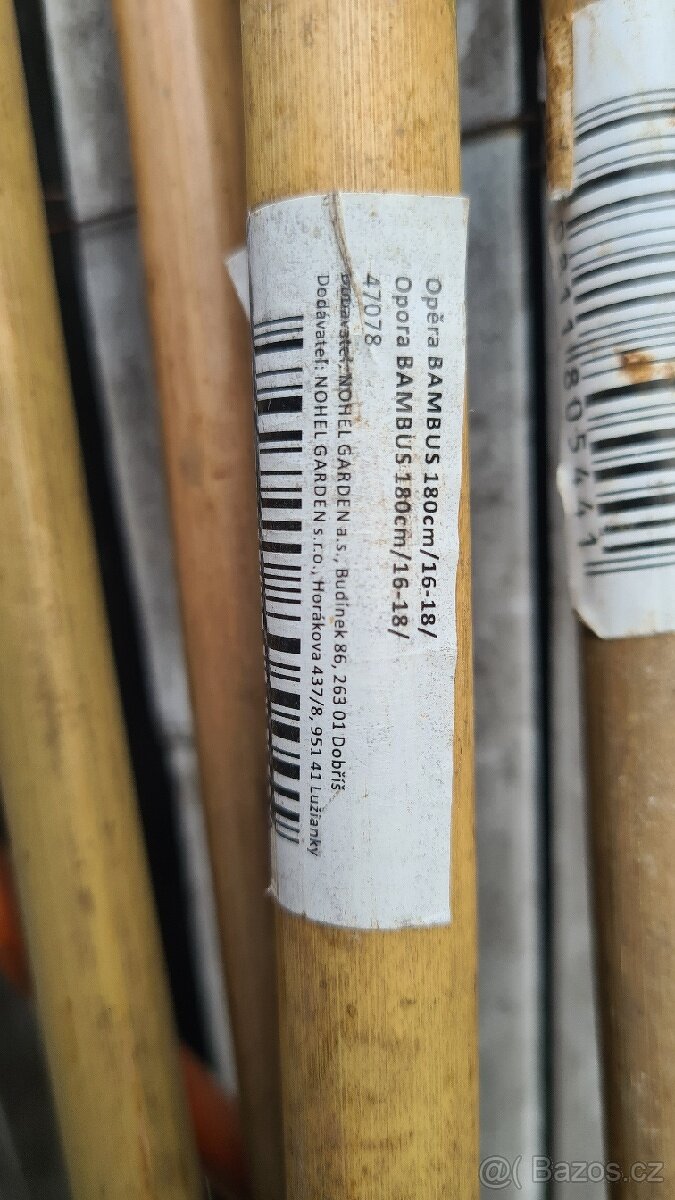 Opěra BAMBUS 180cm/16-18/
Opora BAMBUS 180cm/16-18/
47078
Dodavatel: NOHEL GARDEN a.s., Budínek 86, 263 01 Dobříš
Dodávateľ: NOHEL GARDEN s.r.o., Horákova 437/8, 951 41 Lužianky
805441
@( Bazos.cz